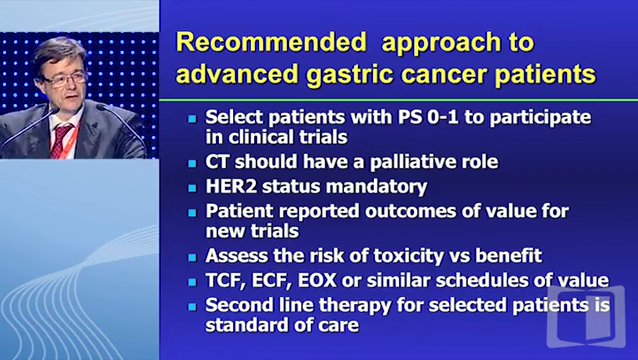 Recommended approach to
advanced gastric cancer patients
Select patients with PS 0-1 to participate
in clinical trials
CT should have a palliative role
HER2 status mandatory
Patient reported outcomes of value for
new trials
Assess the risk of toxicity vs benefit
TCF, ECF, EOX or similar schedules of value
Second line therapy for selected patients is
standard of care